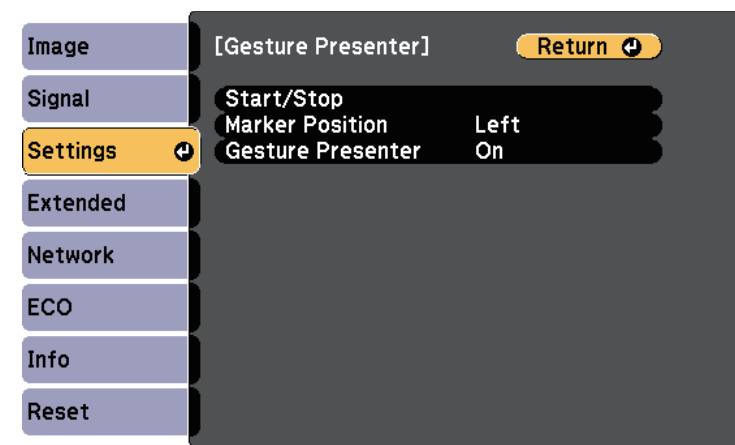 Image
Signal
Settings
Extended
Network
ECO
Info
Reset
[Gesture Presenter]
Return
Start/Stop
Marker Position Left
Gesture Presenter On